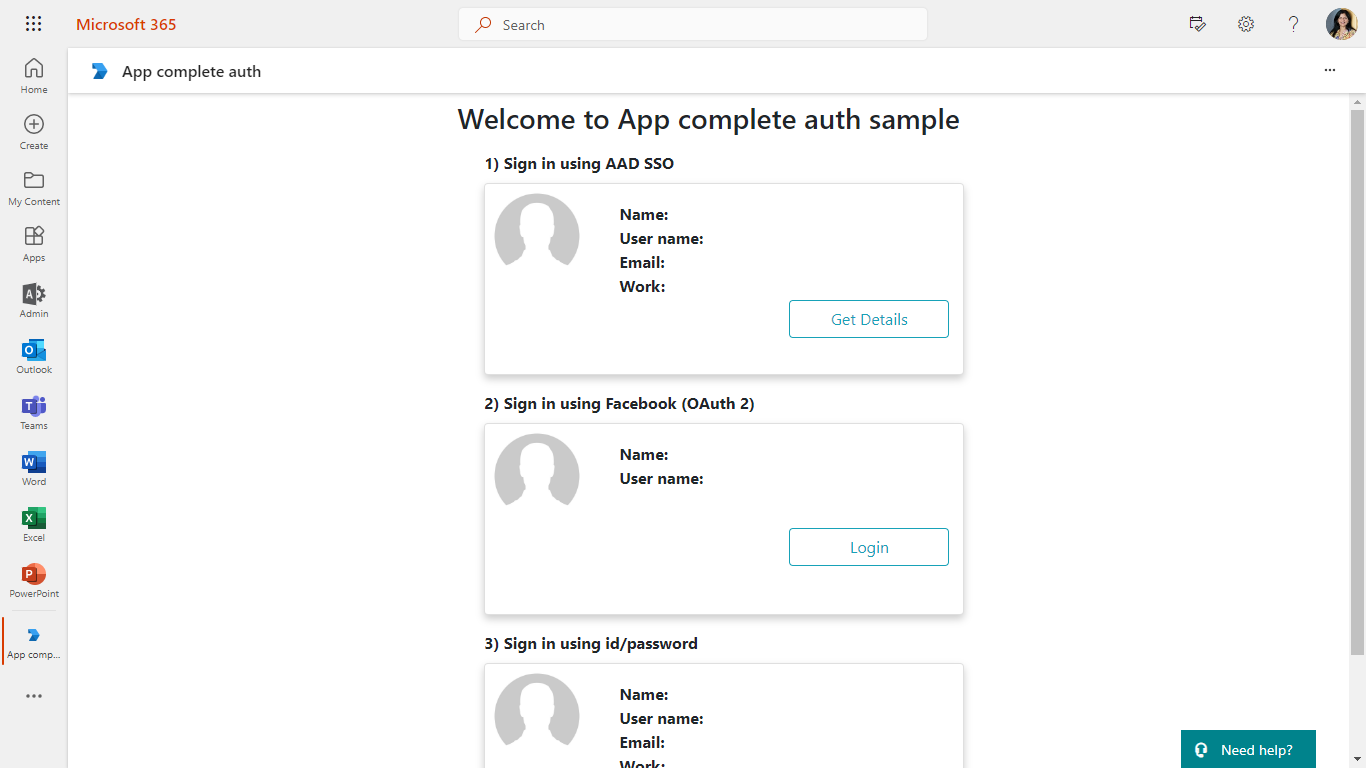 Microsoft 365
Search
?
Home
Create
My Content
Apps
Admin
Outlook
Teams
Word
Excel
PowerPoint
App comp...
App complete auth
Welcome to App complete auth sample
1) Sign in using AAD SSO
Name:
User name:
Email:
Work:
Get Details
2) Sign in using Facebook (OAuth 2)
Name:
User name:
Login
3) Sign in using id/password
Name:
User name:
Email:
Work:
Need help?